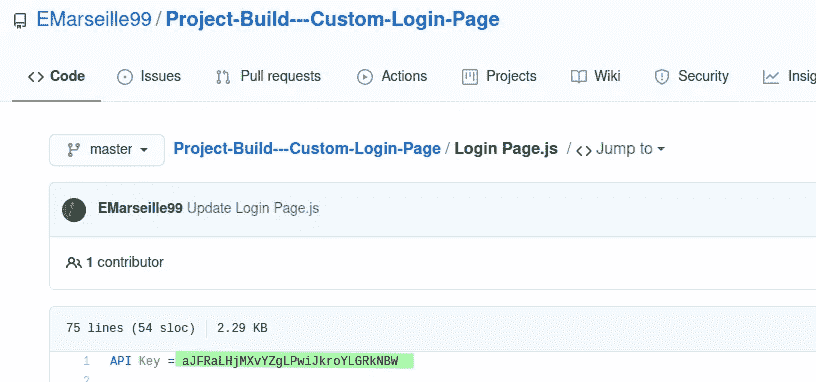 EMarseille99 / Project-Build---Custom-Login-Page
<> Code Issues Pull requests Actions Projects Wiki Security Insig
master Project-Build---Custom-Login-Page / Login Page.js / <> Jump to
EMarseille99 Update Login Page.js
1 contributor
75 lines (54 sloc) 2.29 KB
1 API Key = aJFRaLHjMXvYZgLPwiJkroYLGRkNBW
2